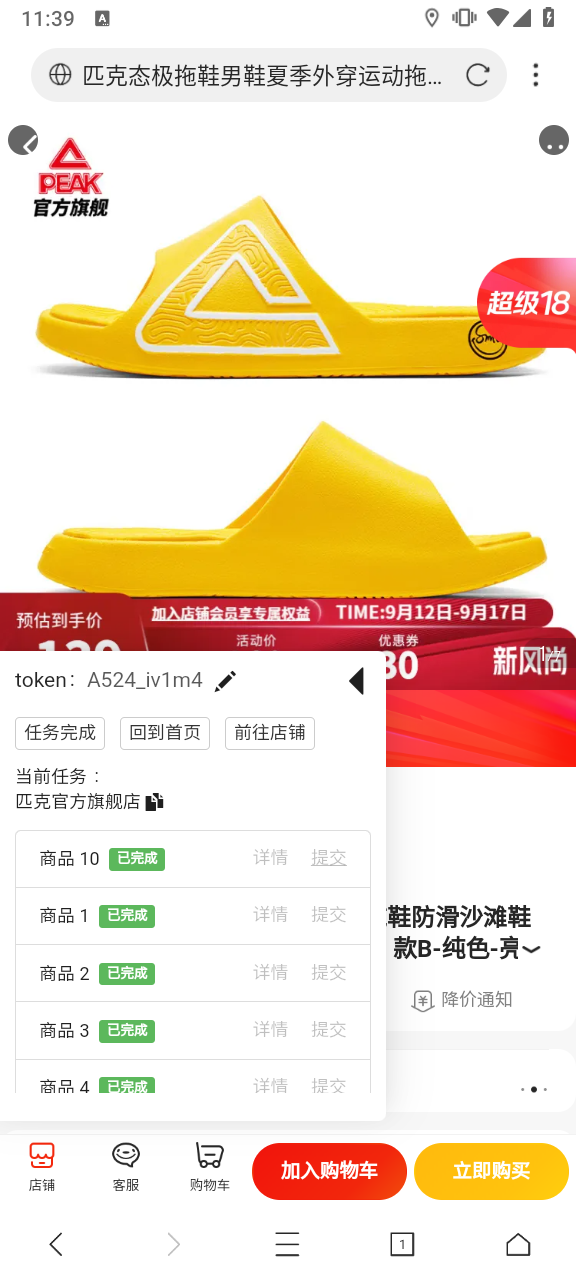 11:39
A
匹克态极拖鞋男鞋夏季外穿运动拖...
PEAK
官方旗舰
超级18
预估到手价
加入店铺会员享专属权益
TIME:9月12日-9月17日
活动价
优惠券
30
新风尚
token: A524_iv1m4
任务完成
回到首页
前往店铺
当前任务：
匹克官方旗舰店
商品 10 已完成 详情 提交
商品 1 已完成 详情 提交
商品 2 已完成 详情 提交
商品 3 已完成 详情 提交
商品 4 已完成 详情 提交
鞋防滑沙滩鞋
款B-纯色-亮
降价通知
店铺
客服
购物车
加入购物车
立即购买
1